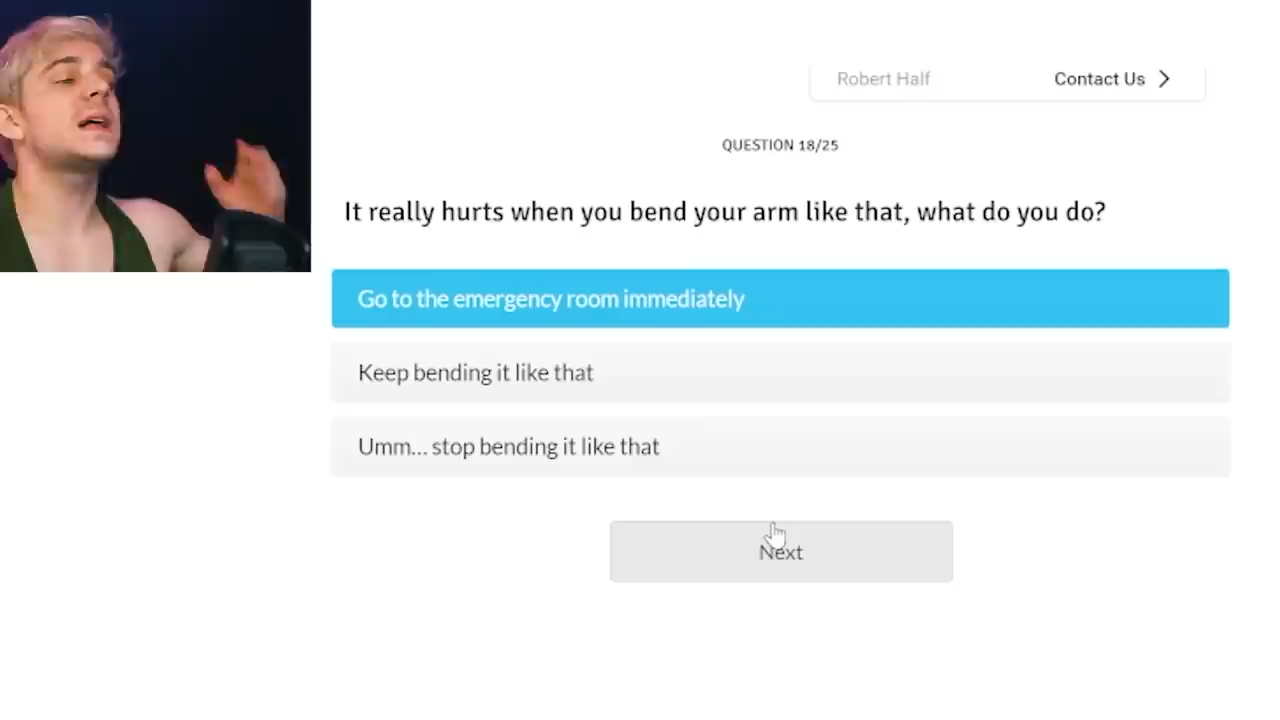 Robert Half
Contact Us
QUESTION 18/25
It really hurts when you bend your arm like that, what do you do?
Go to the emergency room immediately
Keep bending it like that
Umm... stop bending it like that
Next